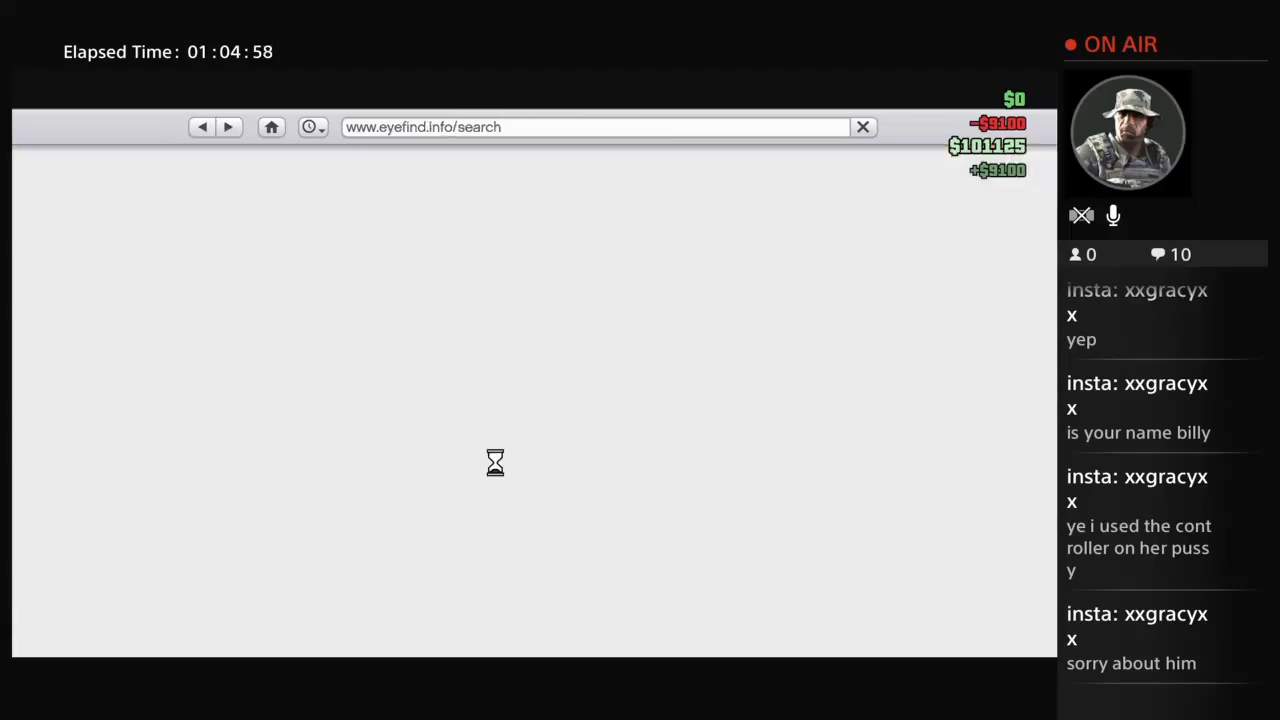 Elapsed Time: 01:04:58
ON AIR
$0
-$9100
www.eyefind.info/search
$101125
+$9100
0 10
insta: xxgracyx
x
yep
insta: xxgracyx
x
is your name billy
insta: xxgracyx
x
ye i used the cont
roller on her puss
y
insta: xxgracyx
x
sorry about him